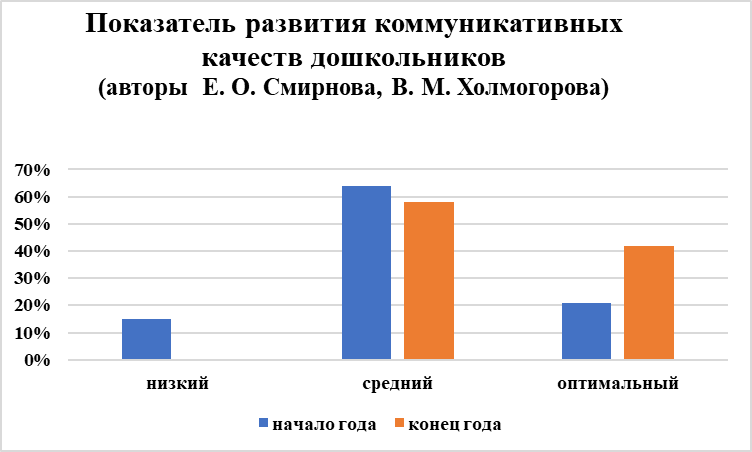 Показатель развития коммуникативных
качеств дошкольников
(авторы Е. О. Смирнова, В. М. Холмогорова)
70%
60%
50%
40%
30%
20%
10%
0%
низкий средний оптимальный
начало года конец года